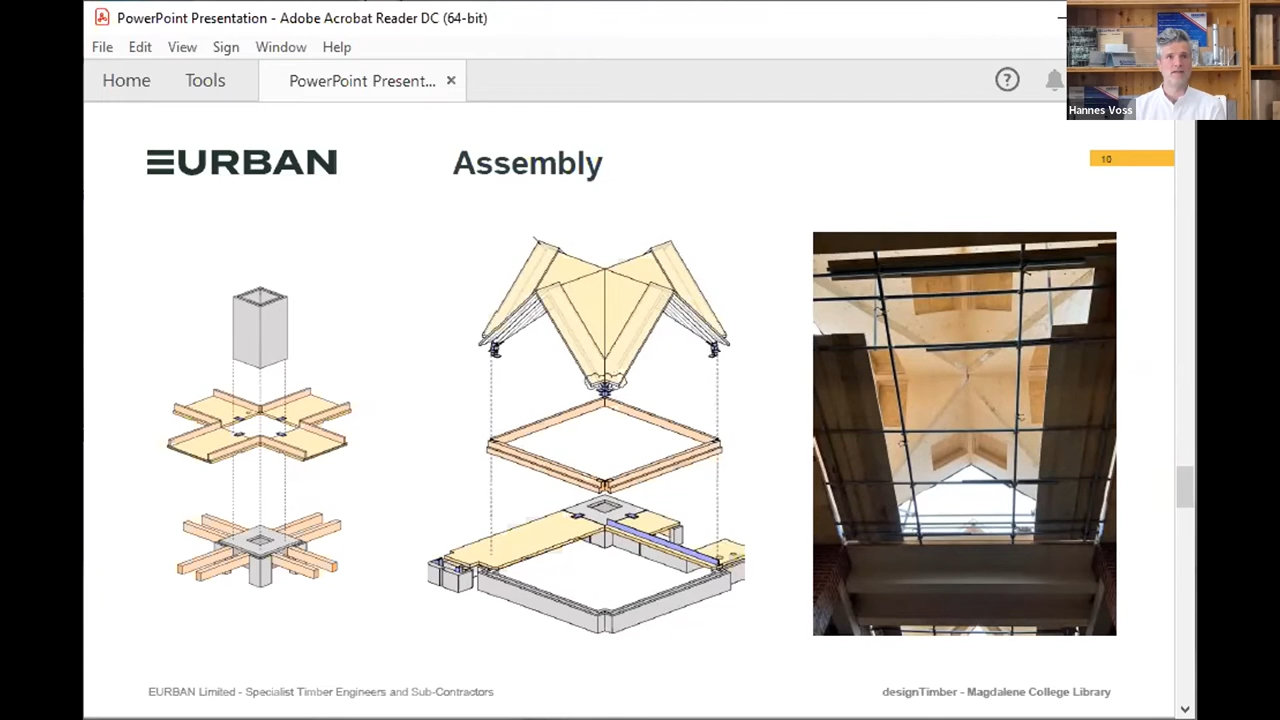 PowerPoint Presentation - Adobe Acrobat Reader DC (64-bit)
File Edit View Sign Window Help
Home Tools PowerPoint Present...
Hannes Voss
EURBAN
Assembly
10
EURBAN Limited - Specialist Timber Engineers and Sub-Contractors
designTimber - Magdalene College Library